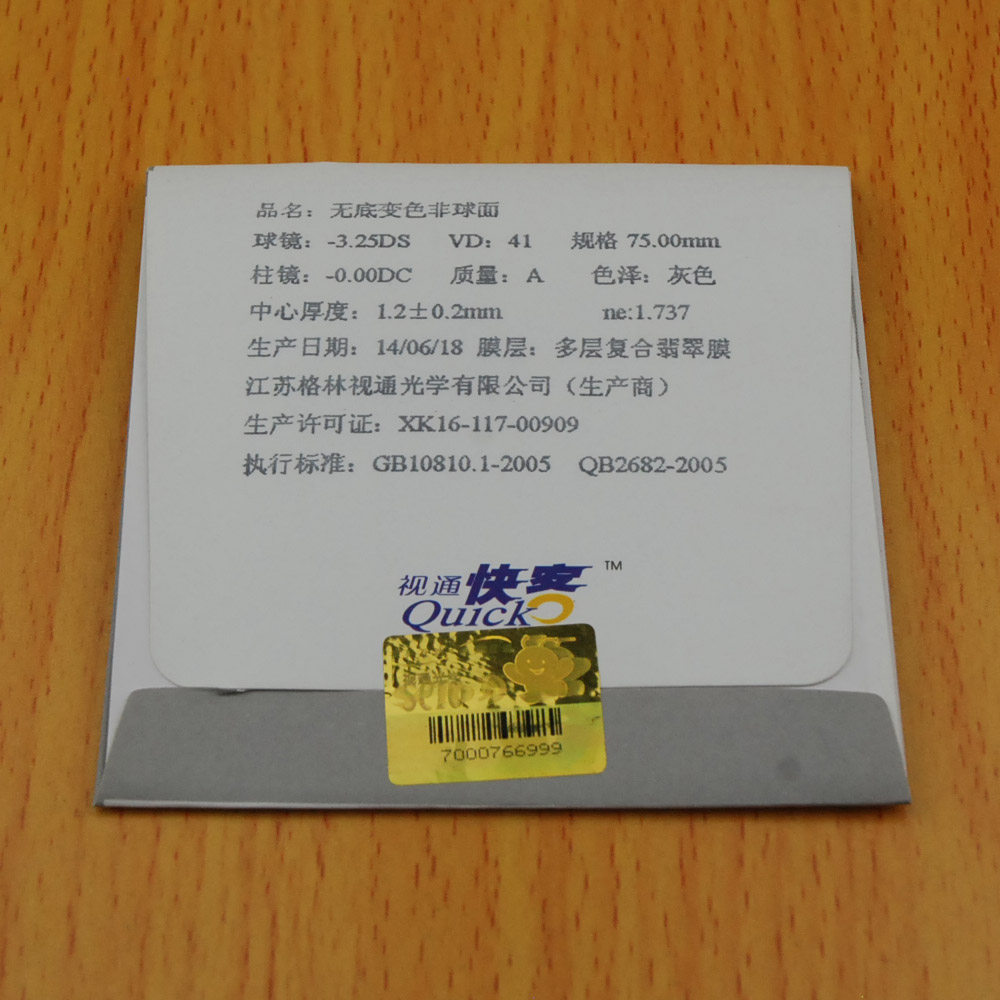 品名：无底变色非球面
球镜：-3.25DS VD：41 规格 75.00mm
柱镜：-0.00DC 质量：A 色泽：灰色
中心厚度：1.2±0.2mm ne:1.737
生产日期：14/06/18 膜层：多层复合翡翠膜
江苏格林视通光学有限公司（生产商）
生产许可证：XK16-117-00909
执行标准：GB10810.1-2005 QB2682-2005
视通快客 TM
Quick
7000766999